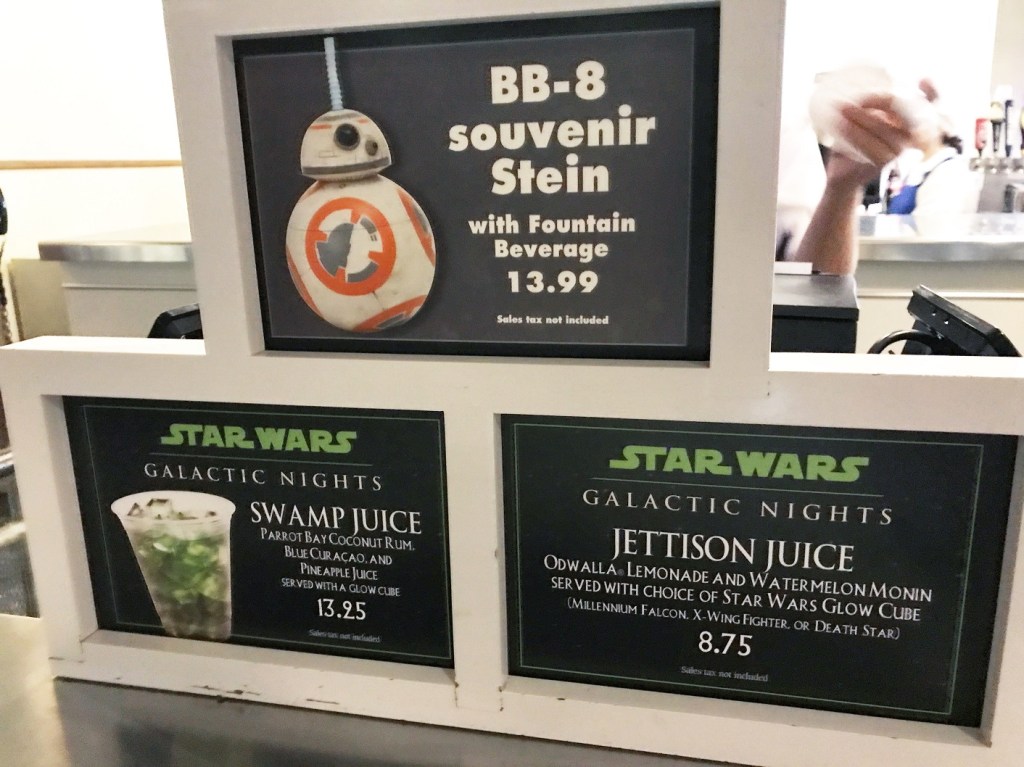 BB-8
souvenir
Stein
with Fountain
Beverage
13.99
Sales tax not included
STAR WARS
GALACTIC NIGHTS
SWAMP JUICE
PARROT BAY COCONUT RUM,
BLUE CURAÇAO, AND
PINEAPPLE JUICE
SERVED WITH A GLOW CUBE
13.25
Sales tax not included
STAR WARS
GALACTIC NIGHTS
JETTISON JUICE
ODWALLA® LEMONADE AND WATERMELON MONIN
SERVED WITH CHOICE OF STAR WARS GLOW CUBE
(MILLENNIUM FALCON, X-WING FIGHTER, OR DEATH STAR)
8.75
Sales tax not included